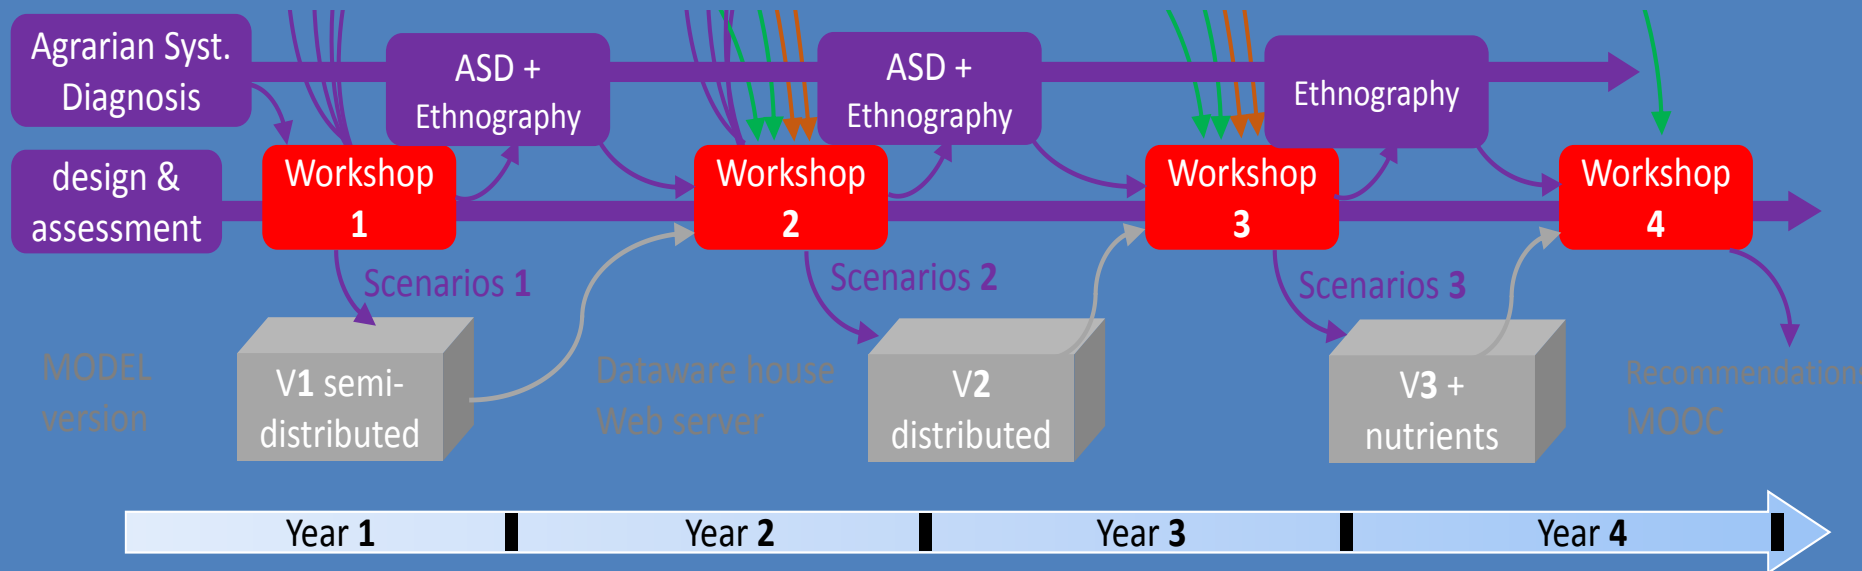 Agrarian Syst.
Diagnosis
ASD +
Ethnography
ASD +
Ethnography
Ethnography
design &
assessment
Workshop
1
Workshop
2
Workshop
3
Workshop
4
Scenarios 1
Scenarios 2
Scenarios 3
MODEL
version
V1 semi-
distributed
Dataware house
Web server
V2
distributed
V3 +
nutrients
Recommendations
MOOC
Year 1
Year 2
Year 3
Year 4